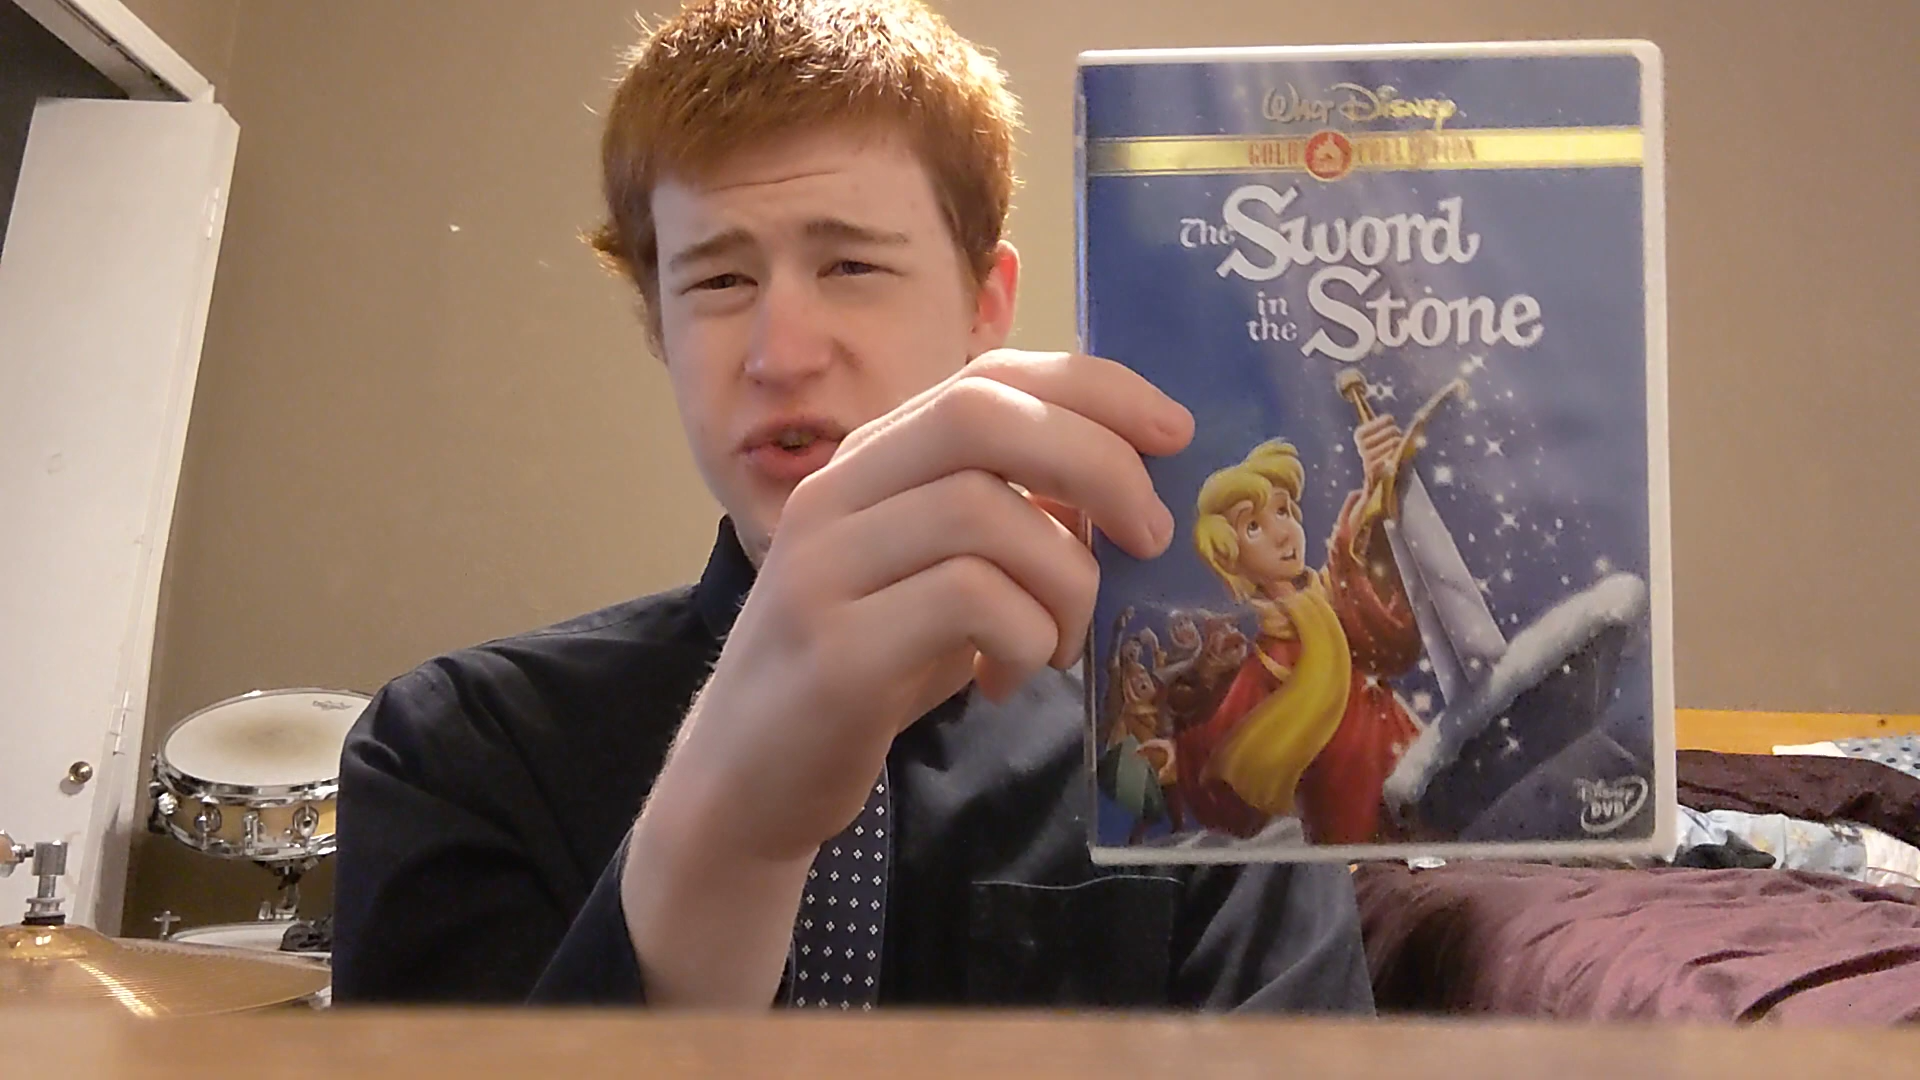 Walt Disney
GOLD COLLECTION
The Sword
in the Stone
Disney
DVD